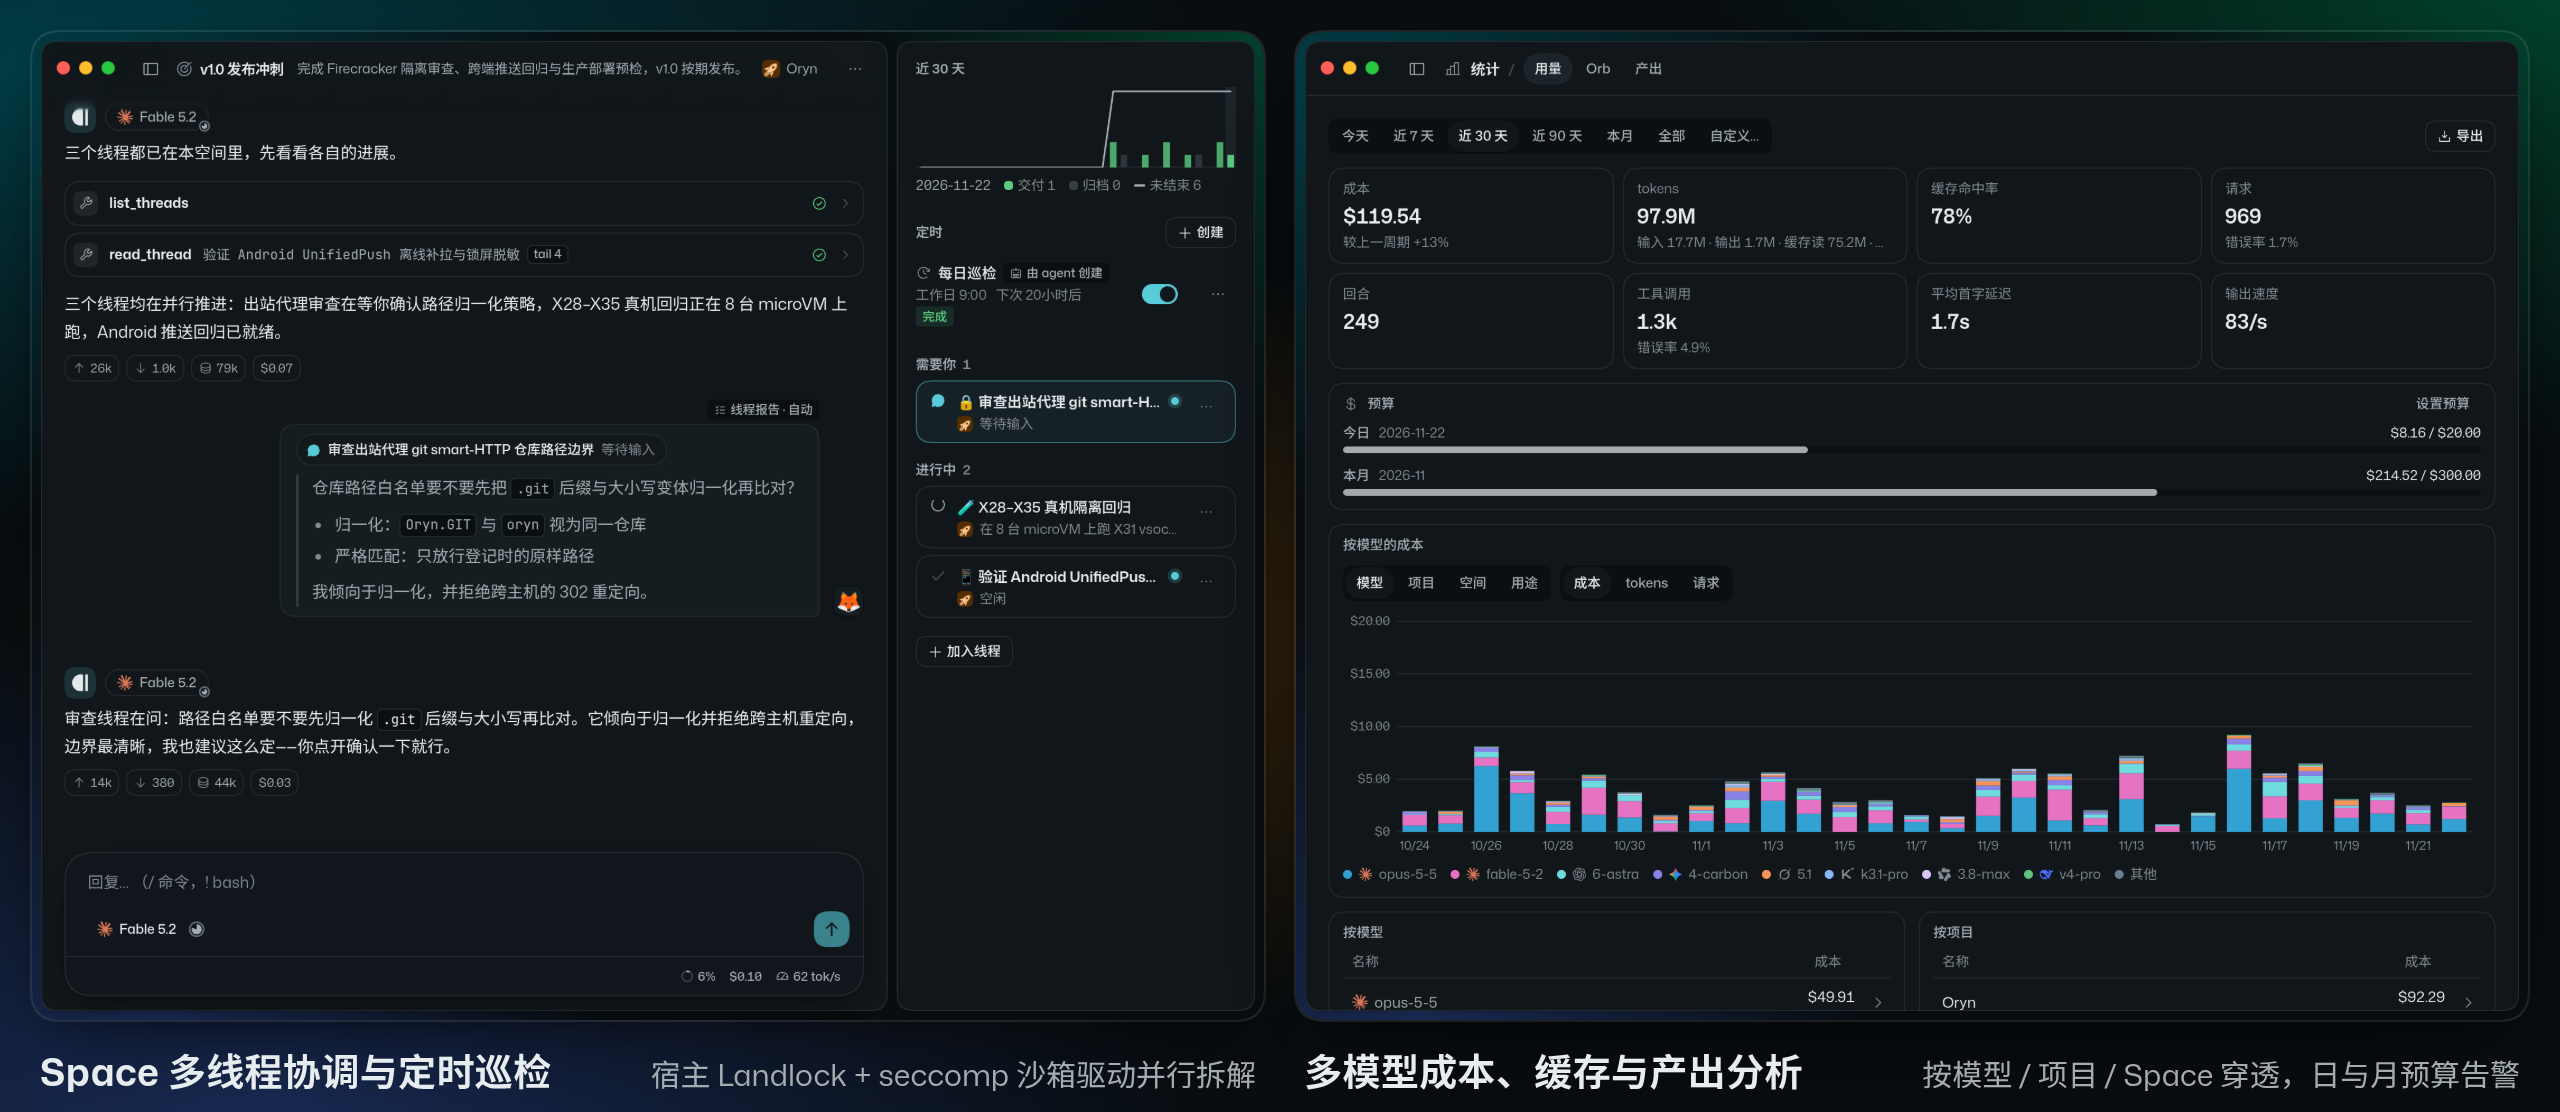 v1.0 发布冲刺 完成 Firecracker 隔离审查、跨端推送回归与生产部署预检，v1.0 按期发布。 Oryn ...
Fable 5.2
三个线程都已在本空间里，先看看各自的进展。
list_threads
read_thread 验证 Android UnifiedPush 离线补拉与锁屏脱敏 tail 4
三个线程均在并行推进：出站代理审查在等你确认路径归一化策略，X28–X35 真机回归正在 8 台 microVM 上
跑，Android 推送回归已就绪。
↑ 26k ↓ 1.0k 79k $0.07
线程报告 · 自动
审查出站代理 git smart-HTTP 仓库路径边界 等待输入
仓库路径白名单要不要先把 .git 后缀与大小写变体归一化再比对？
• 归一化：Oryn.GIT 与 oryn 视为同一仓库
• 严格匹配：只放行登记时的原样路径
我倾向于归一化，并拒绝跨主机的 302 重定向。
Fable 5.2
审查线程在问：路径白名单要不要先归一化 .git 后缀与大小写再比对。它倾向于归一化并拒绝跨主机重定向，
边界最清晰，我也建议这么定——你点开确认一下就行。
↑ 14k ↓ 380 44k $0.03
回复... （/ 命令，! bash）
Fable 5.2
6% $0.10 62 tok/s
近 30 天
2026-11-22 交付 1 归档 0 未结束 6
定时 + 创建
每日巡检 由 agent 创建
工作日 9:00 下次 20小时后 ...
完成
需要你 1
🔒 审查出站代理 git smart-H... ...
等待输入
进行中 2
🧪 X28–X35 真机隔离回归 ...
在 8 台 microVM 上跑 X31 vsoc...
📱 验证 Android UnifiedPus... ...
空闲
+ 加入线程
Space 多线程协调与定时巡检 宿主 Landlock + seccomp 沙箱驱动并行拆解
统计 / 用量 Orb 产出
今天 近 7 天 近 30 天 近 90 天 本月 全部 自定义... 导出
成本 tokens 缓存命中率 请求
$119.54 97.9M 78% 969
较上一周期 +13% 输入 17.7M · 输出 1.7M · 缓存读 75.2M · ... 错误率 1.7%
回合 工具调用 平均首字延迟 输出速度
249 1.3k 1.7s 83/s
错误率 4.9%
$ 预算 设置预算
今日 2026-11-22 $8.16 / $20.00
本月 2026-11 $214.52 / $300.00
按模型的成本
模型 项目 空间 用途 成本 tokens 请求
$20.00
$15.00
$10.00
$5.00
$0
10/24 10/26 10/28 10/30 11/1 11/3 11/5 11/7 11/9 11/11 11/13 11/15 11/17 11/19 11/21
opus-5-5 fable-5-2 6-astra 4-carbon 5.1 k3.1-pro 3.8-max v4-pro 其他
按模型
名称 成本
opus-5-5 $49.91
按项目
名称 成本
Oryn $92.29
多模型成本、缓存与产出分析 按模型 / 项目 / Space 穿透，日与月预算告警